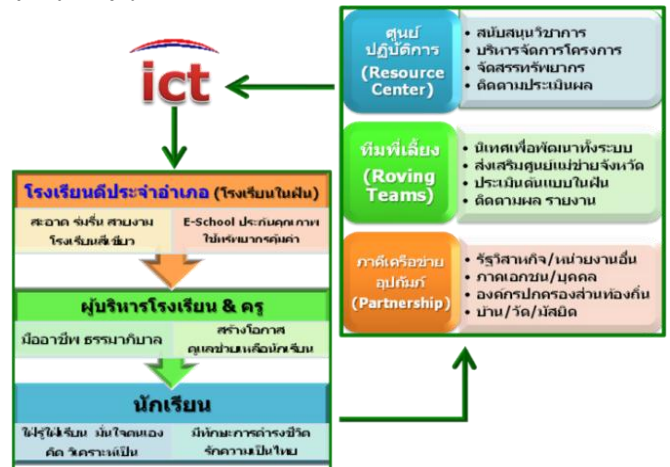 ict
ศูนย์
ปฏิบัติการ
(Resource
Center)
• สนับสนุนวิชาการ
• บริหารจัดการโครงการ
• จัดสรรทรัพยากร
• ติดตามประเมินผล
ทีมพี่เลี้ยง
(Roving
Teams)
• นิเทศเพื่อพัฒนาทั้งระบบ
• ส่งเสริมศูนย์แม่ข่ายจังหวัด
• ประเมินต้นแบบในฝัน
• ติดตามผล รายงาน
ภาคีเครือข่าย
อุปถัมภ์
(Partnership)
• รัฐวิสาหกิจ/หน่วยงานอื่น
• ภาคเอกชน/บุคคล
• องค์กรปกครองส่วนท้องถิ่น
• บ้าน/วัด/มัสยิด
โรงเรียนดีประจำอำเภอ (โรงเรียนในฝัน)
สะอาด ร่มรื่น สวยงาม
โรงเรียนสีเขียว
E-School ประกันคุณภาพ
ใช้ทรัพยากรคุ้มค่า
ผู้บริหารโรงเรียน & ครู
มืออาชีพ ธรรมาภิบาล
สร้างโอกาส
ดูแลช่วยเหลือนักเรียน
นักเรียน
ใฝ่รู้ใฝ่เรียน มั่นใจตนเอง
คิด วิเคราะห์เป็น
มีทักษะการดำรงชีวิต
รักความเป็นไทย